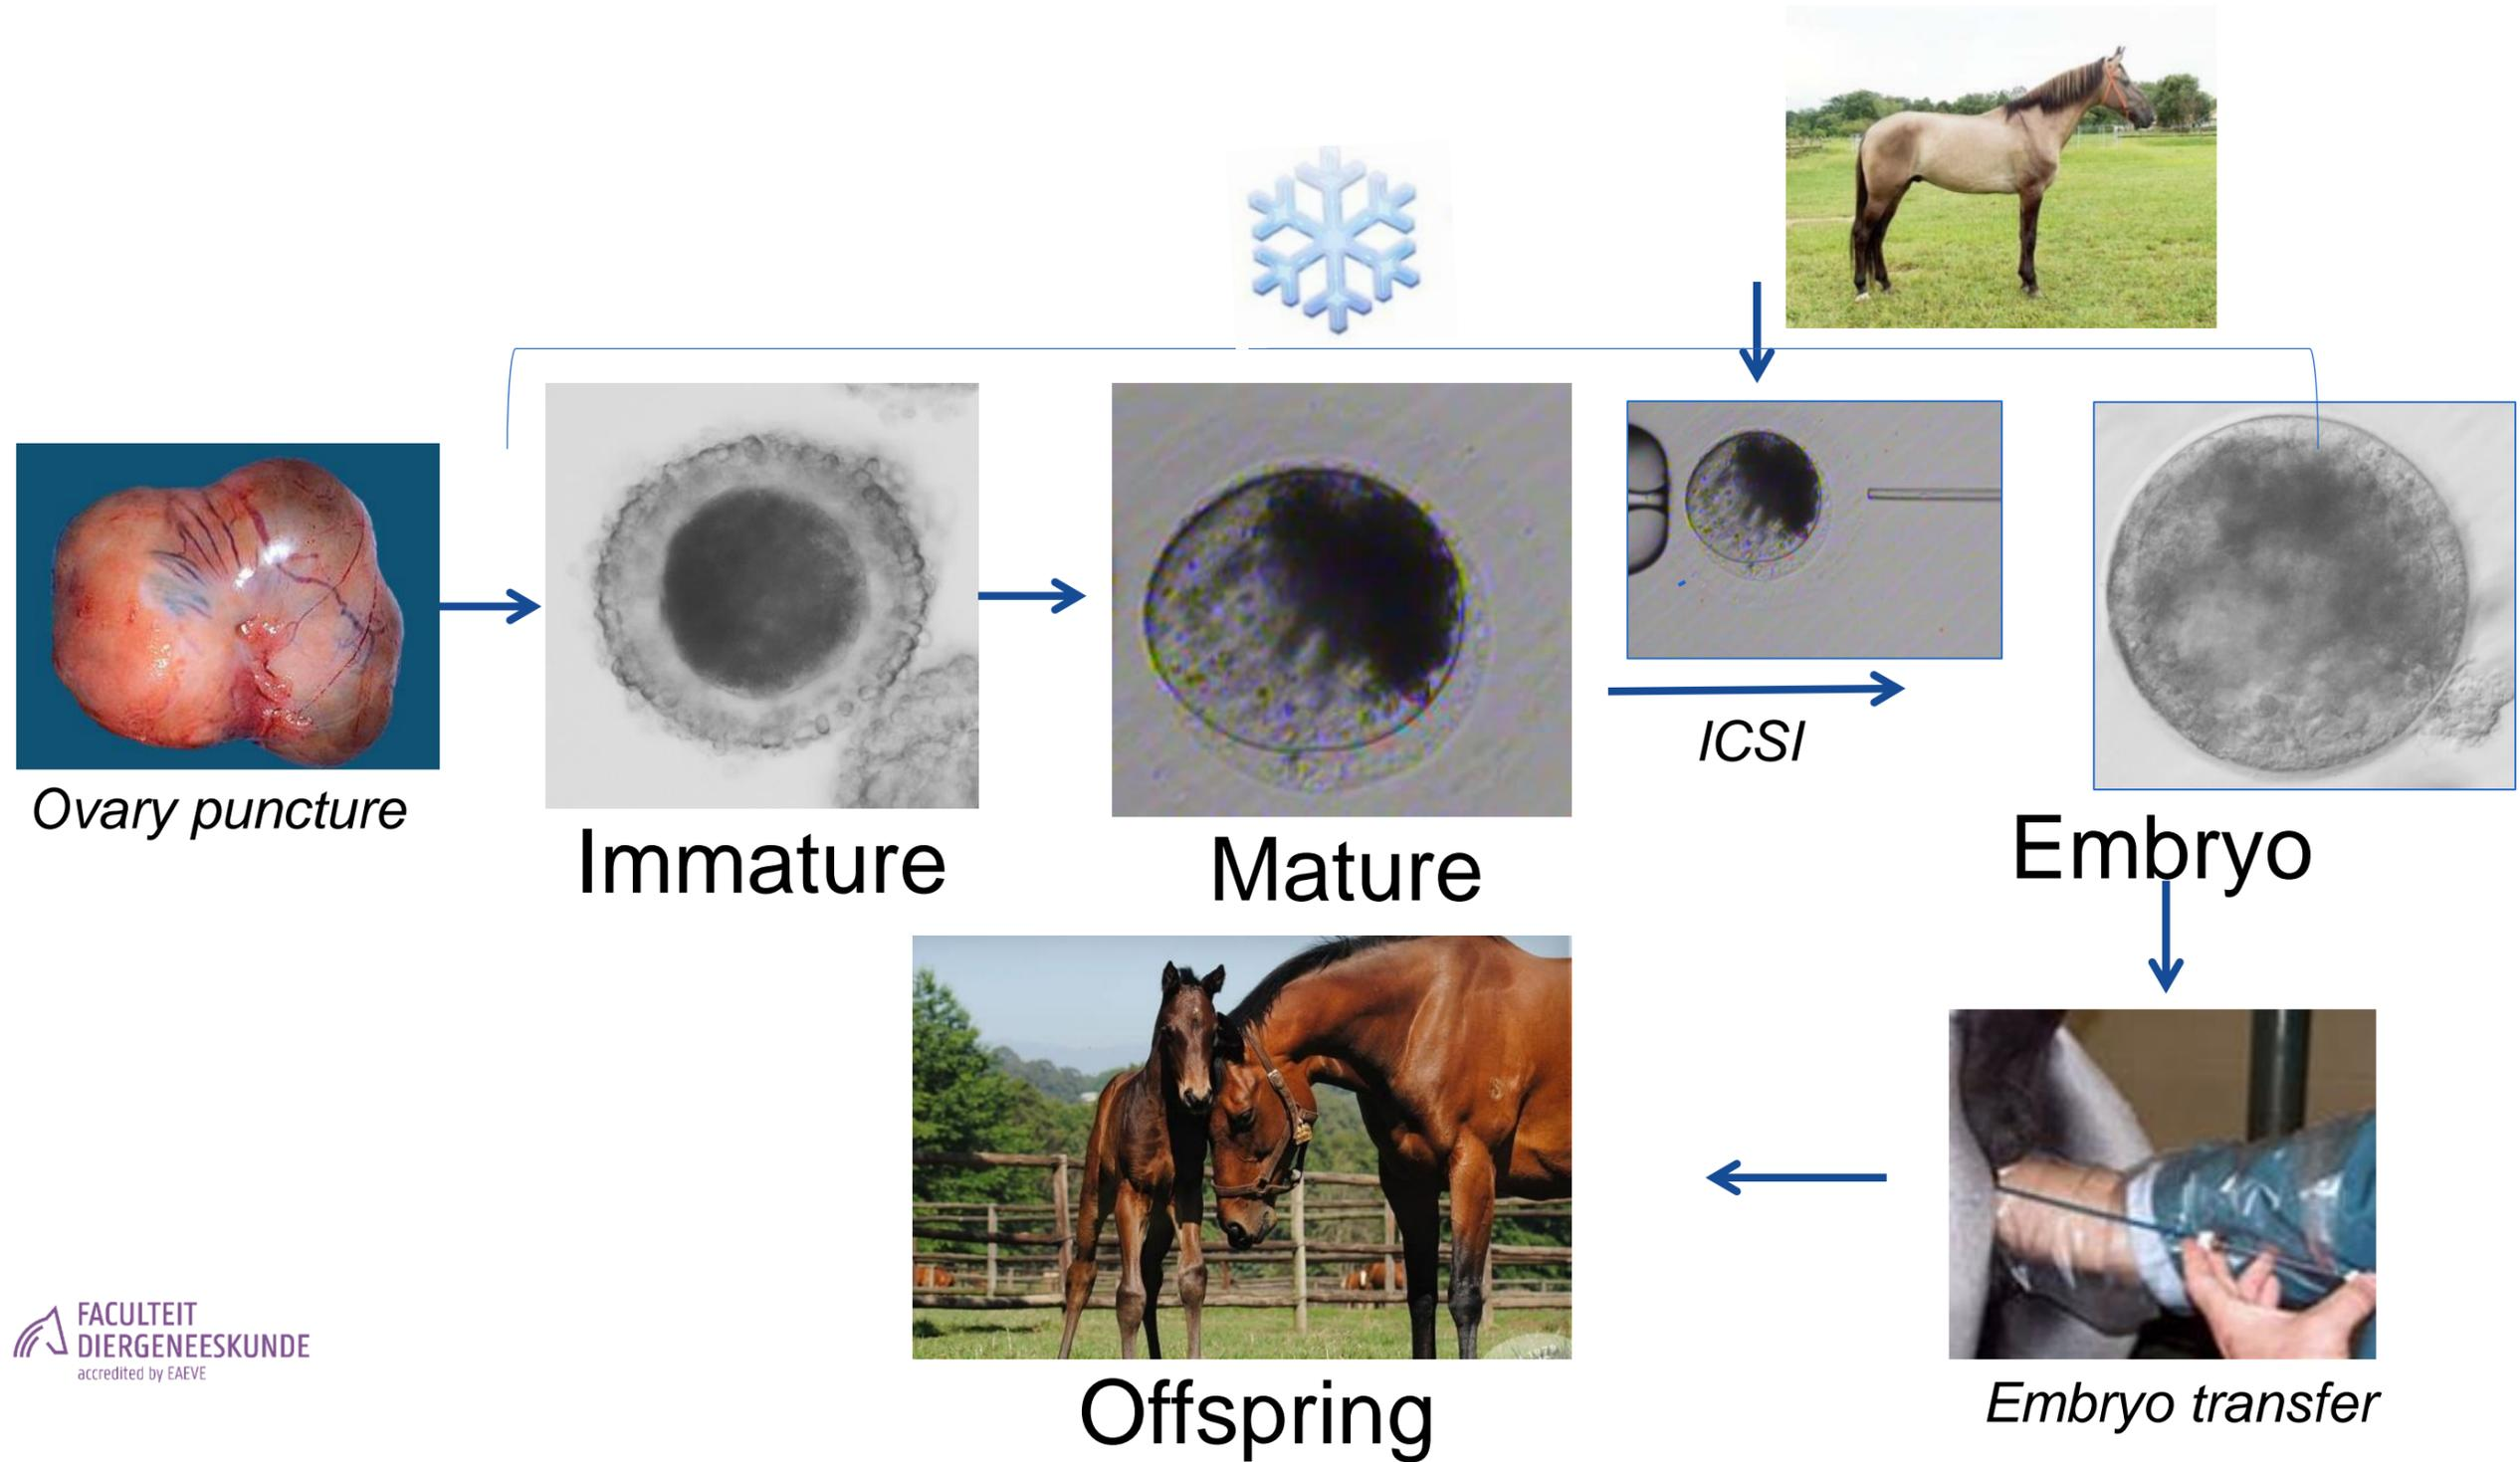 Ovary puncture
Immature
Mature
ICSI
Embryo
Offspring
Embryo transfer
FACULTEIT
DIERGENEESKUNDE
accredited by EAEVE